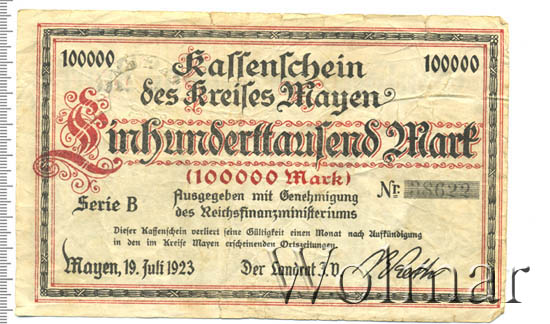 100000 100000
Kassenschein
des Kreises Mayen
Einhunderttausend Mark
(100000 Mark)
Serie B
Ausgegeben mit Genehmigung
des Reichsfinanzministeriums
Nr. 28622
Dieser Kassenschein verliert seine Gültigkeit einen Monat nach Aufkündigung
in den im Kreise Mayen erscheinenden Ortszeitungen.
Mayen, 19. Juli 1923 Der Landrat J.V.
Wolmar